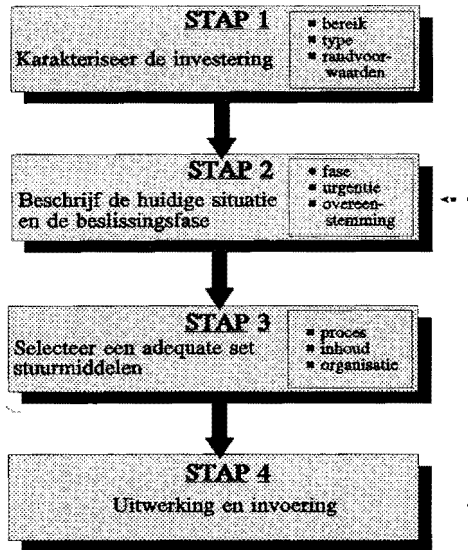 STAP 1
Karakteriseer de investering
▪ bereik
▪ type
▪ randvoor-
waarden
STAP 2
Beschrijf de huidige situatie
en de beslissingsfase
▪ fase
▪ urgentie
▪ overeen-
stemming
STAP 3
Selecteer een adequate set
stuurmiddelen
▪ proces
▪ inhoud
▪ organisatie
STAP 4
Uitwerking en invoering